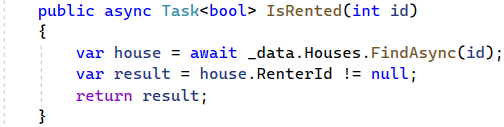 public async Task<bool> IsRented(int id)
{
    var house = await _data.Houses.FindAsync(id);
    var result = house.RenterId != null;
    return result;
}